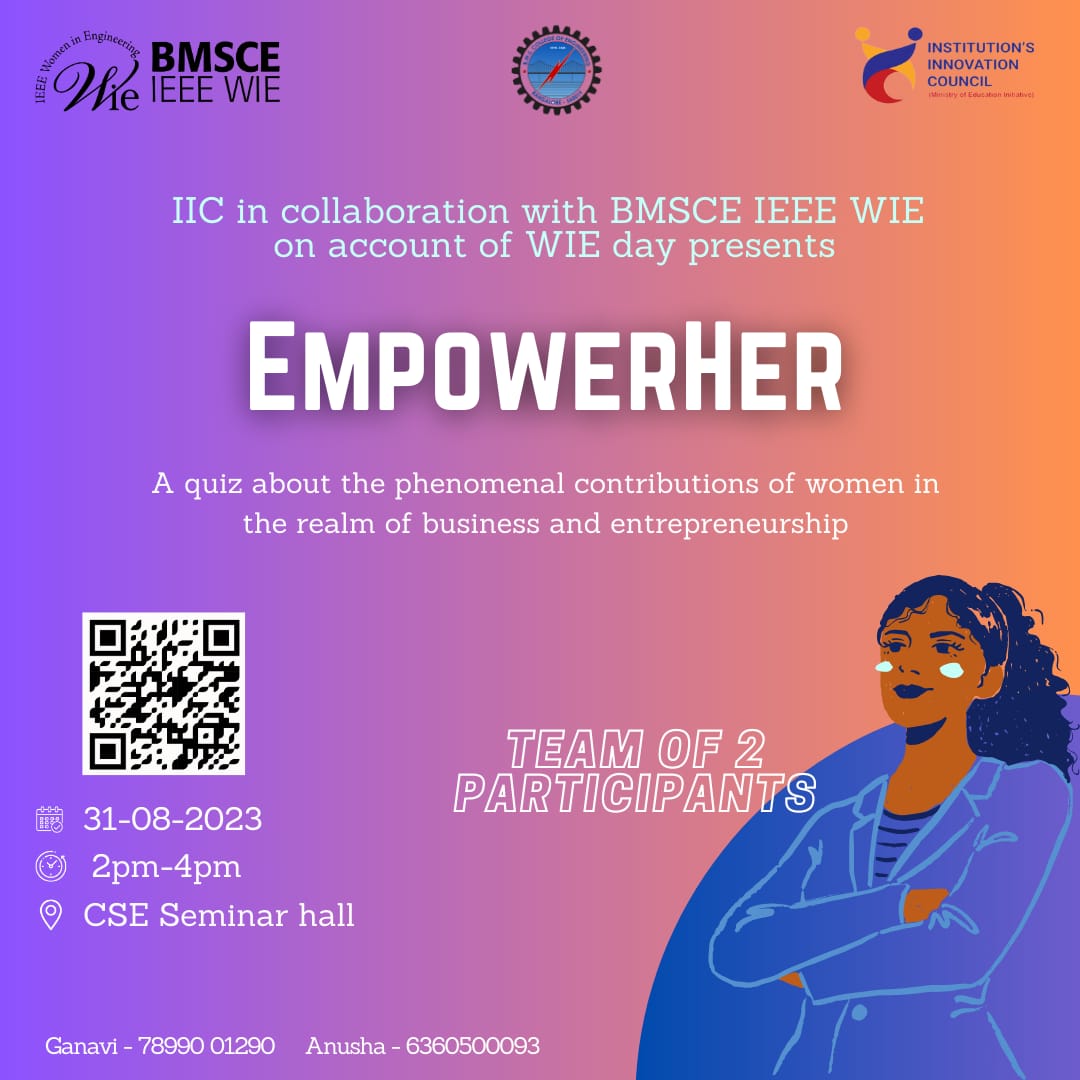 IEEE Women in Engineering
Wie
BMSCE
IEEE WIE
B.M.S. COLLEGE OF ENGINEERING
INSTITUTION'S
INNOVATION
COUNCIL
(Ministry of Education Initiative)
IIC in collaboration with BMSCE IEEE WIE
on account of WIE day presents
EMPOWERHER
A quiz about the phenomenal contributions of women in
the realm of business and entrepreneurship
TEAM OF 2
PARTICIPANTS
31-08-2023
2pm-4pm
CSE Seminar hall
Ganavi - 78990 01290 Anusha - 6360500093